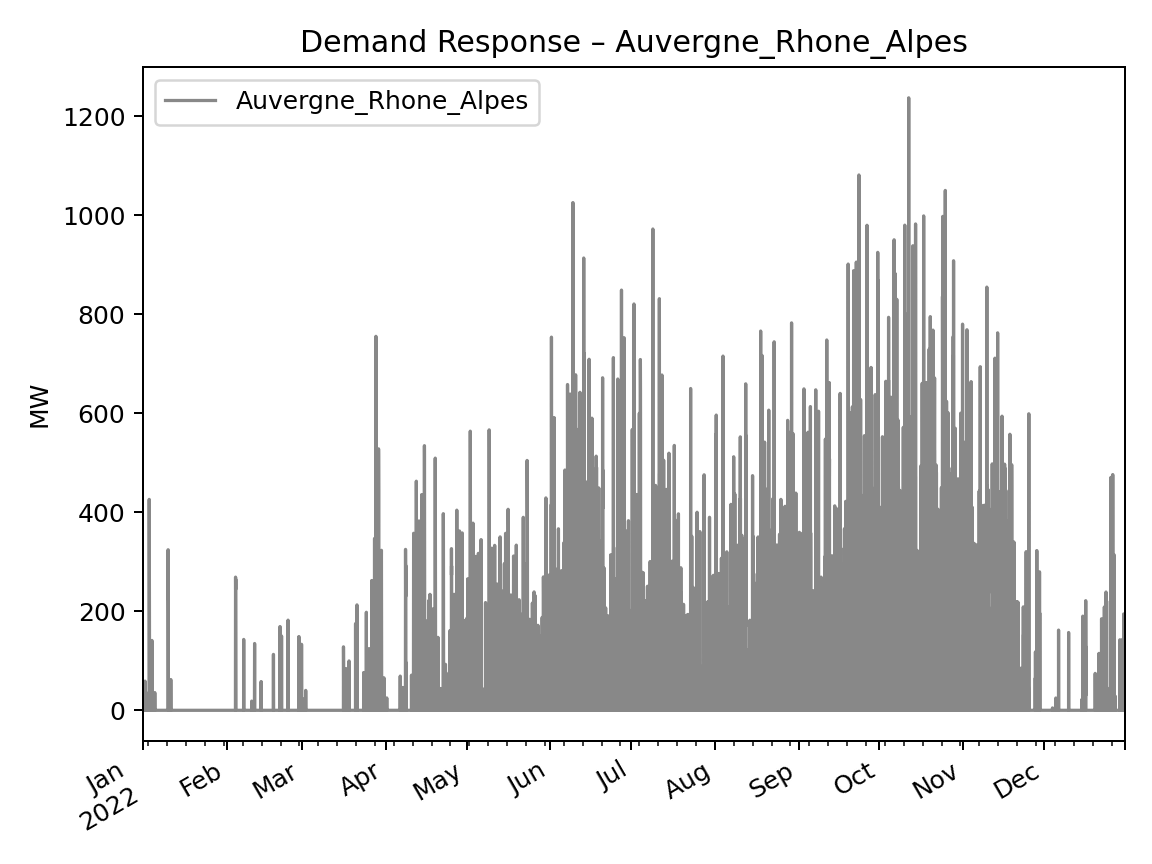 Demand Response – Auvergne_Rhone_Alpes
Auvergne_Rhone_Alpes
MW
1200
1000
800
600
400
200
0
Jan
2022
Feb
Mar
Apr
May
Jun
Jul
Aug
Sep
Oct
Nov
Dec